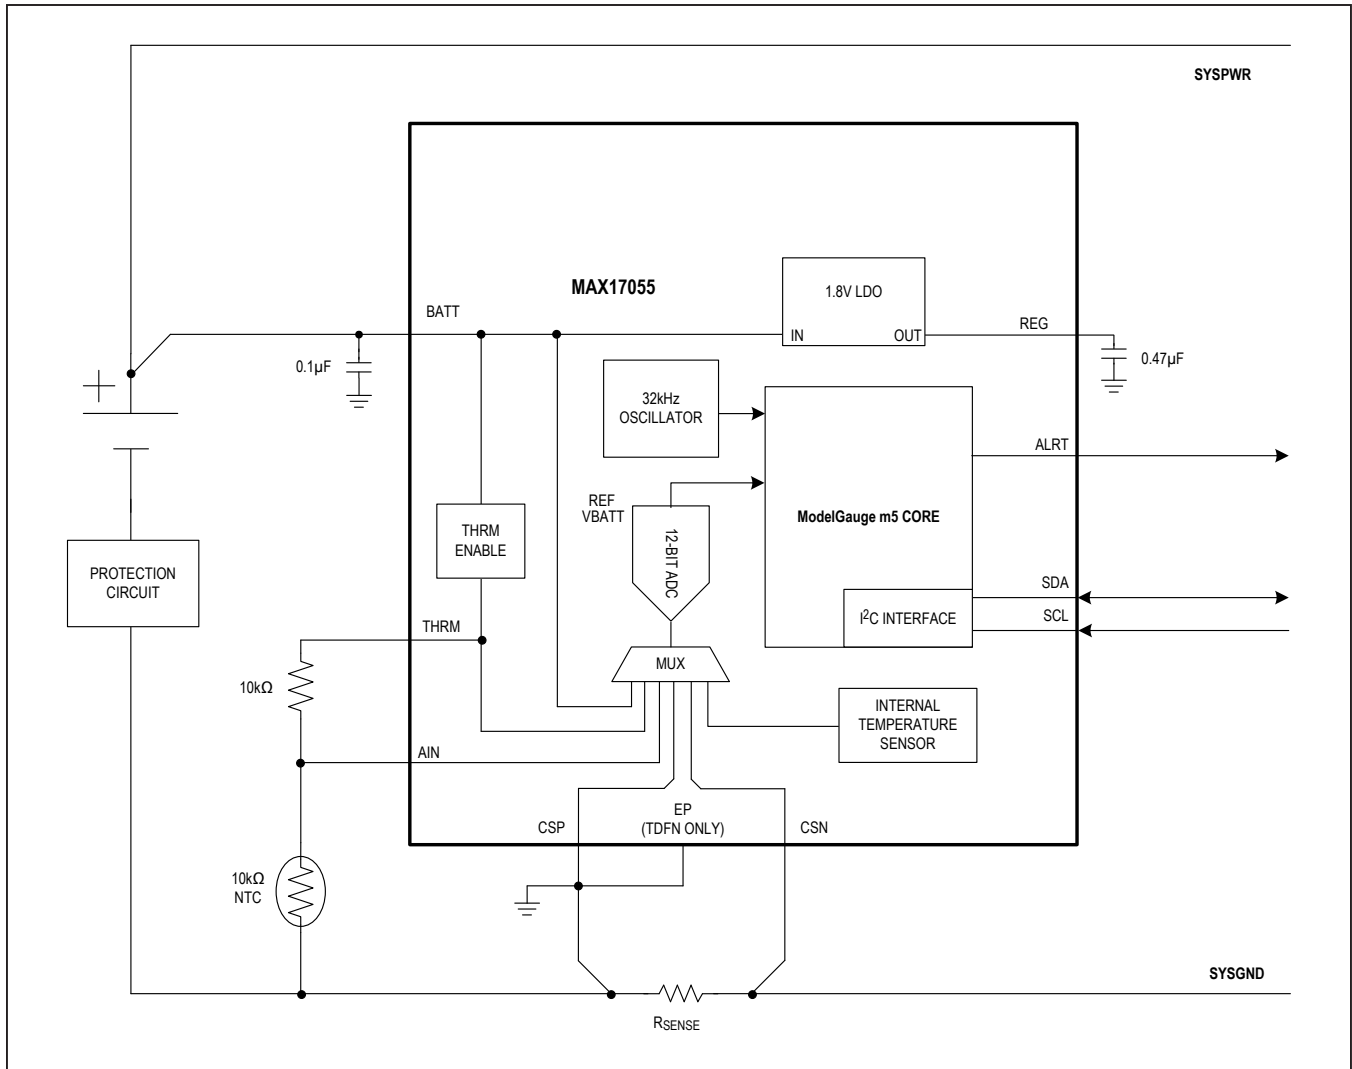 SYSPWR
MAX17055
BATT
1.8V LDO
IN
OUT
REG
0.1µF
0.47µF
+
32kHz
OSCILLATOR
ALRT
REF
VBATT
12-BIT ADC
ModelGauge m5 CORE
THRM
ENABLE
PROTECTION
CIRCUIT
SDA
I²C INTERFACE
SCL
THRM
MUX
10kΩ
INTERNAL
TEMPERATURE
SENSOR
AIN
CSP
EP
(TDFN ONLY)
CSN
10kΩ
NTC
SYSGND
RSENSE